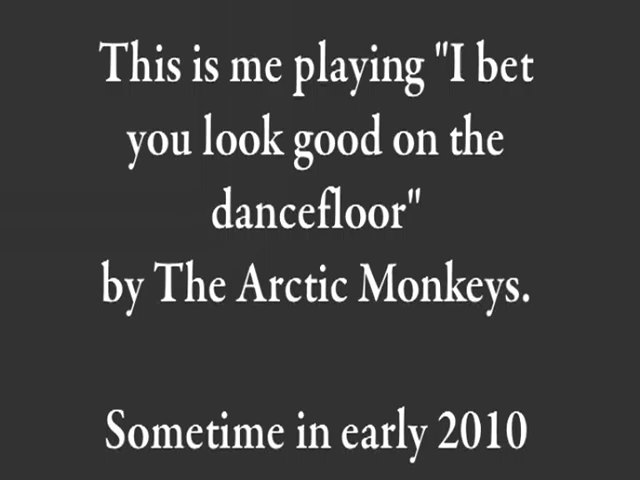 This is me playing "I bet
you look good on the
dancefloor"
by The Arctic Monkeys.
Sometime in early 2010